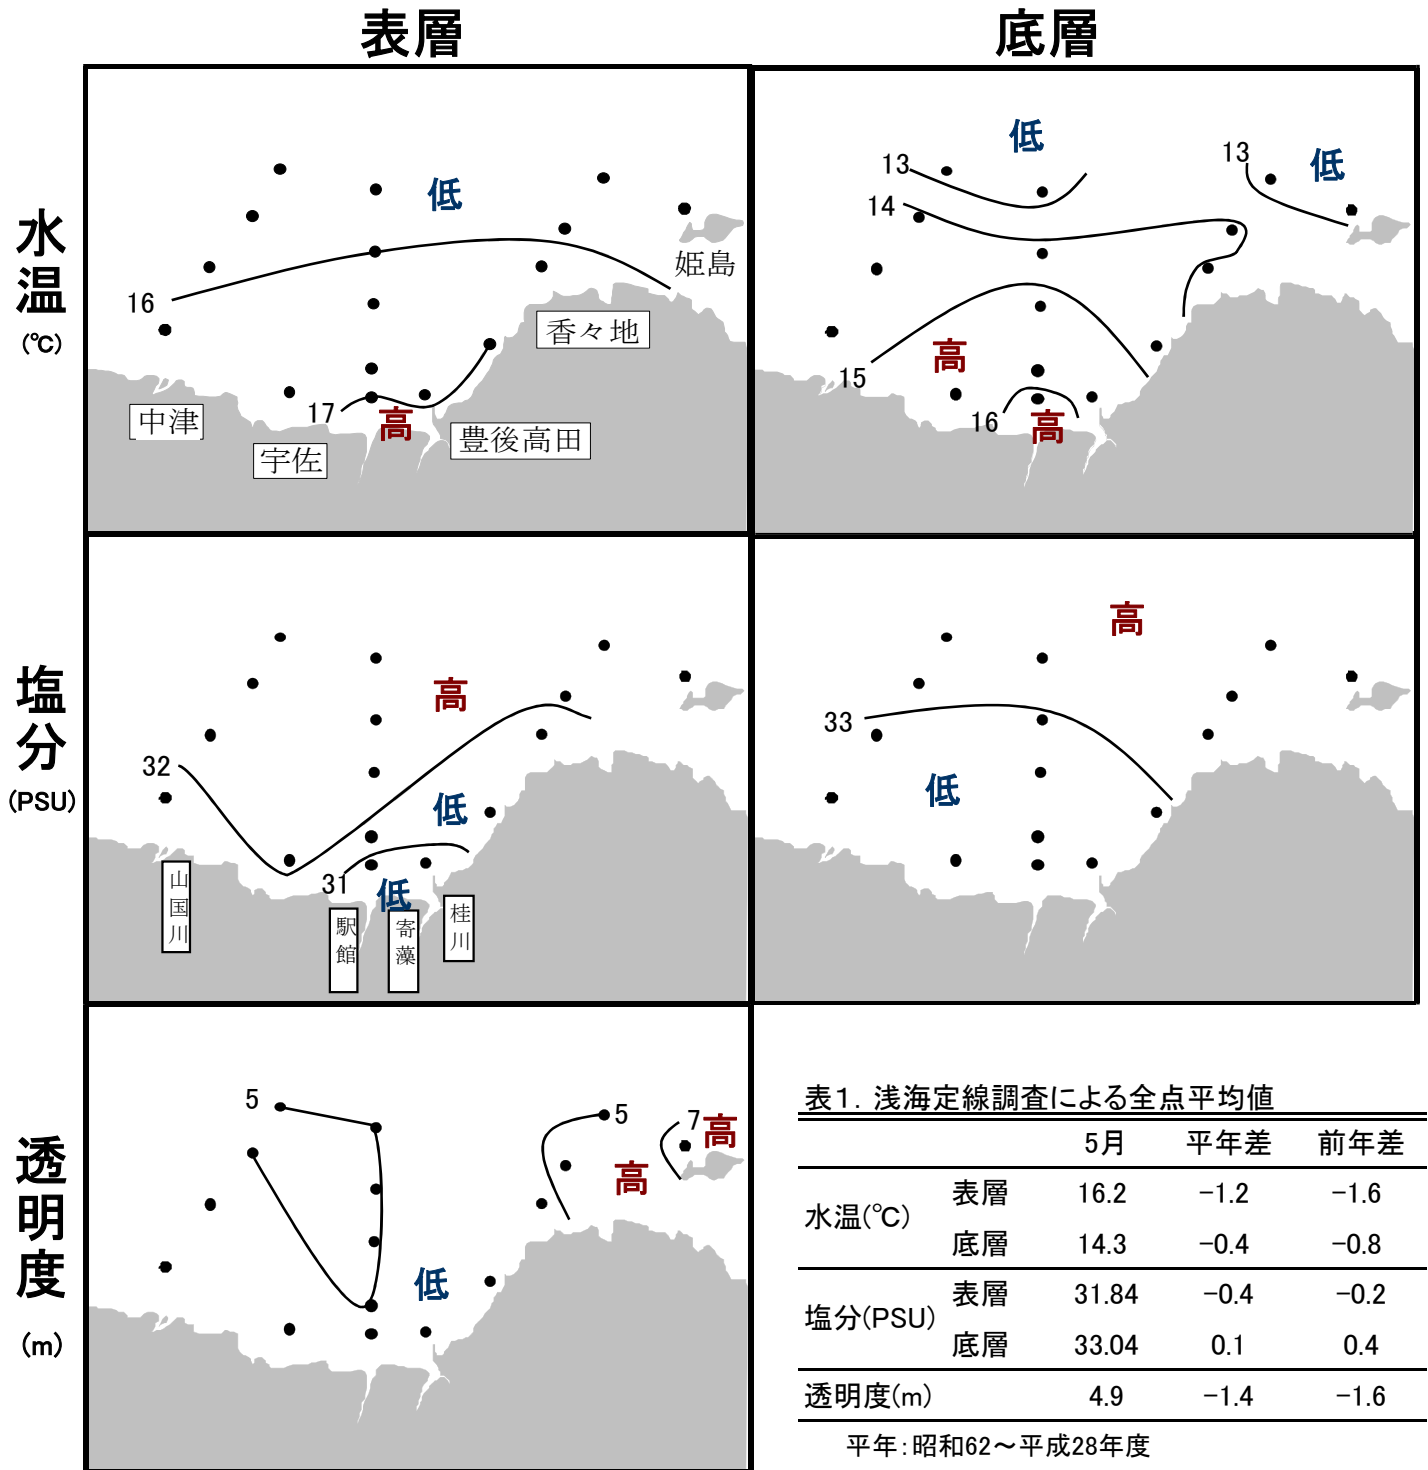 表層
底層
水温
(℃)
低
16
姫島
香々地
中津
17
高
豊後高田
宇佐
低
13
13
低
14
高
15
16
高
塩分
(PSU)
高
32
低
31
低
山国川
駅館
寄藻
桂川
高
33
低
透明度
(m)
5
5
7
高
高
低
表1. 浅海定線調査による全点平均値
5月 平年差 前年差
水温(℃) 表層 16.2 −1.2 −1.6
底層 14.3 −0.4 −0.8
塩分(PSU) 表層 31.84 −0.4 −0.2
底層 33.04 0.1 0.4
透明度(m) 4.9 −1.4 −1.6
平年：昭和62～平成28年度